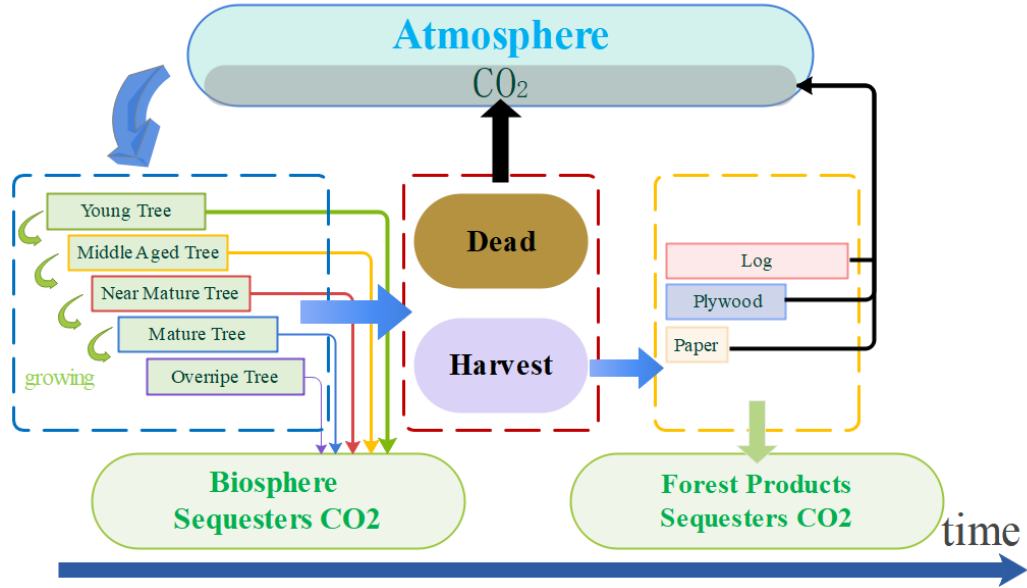 Atmosphere
CO₂
Young Tree
Middle Aged Tree
Near Mature Tree
Mature Tree
Overripe Tree
growing
Dead
Harvest
Log
Plywood
Paper
Biosphere
Sequesters CO2
Forest Products
Sequesters CO2
time